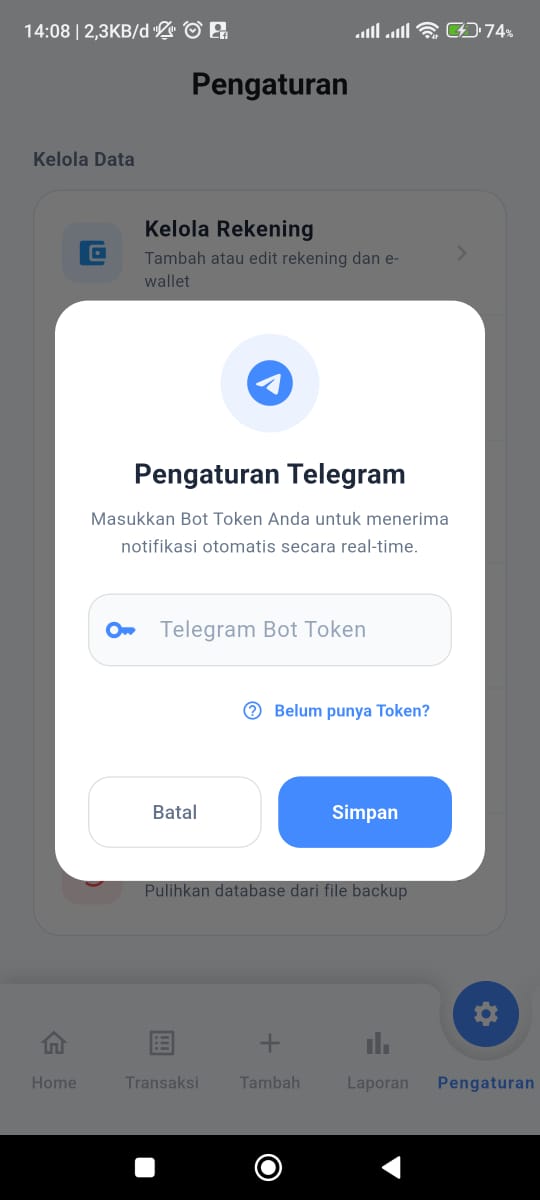 14:08 | 2,3KB/d
74%
Pengaturan
Kelola Data
Kelola Rekening
Tambah atau edit rekening dan e-
wallet
Pengaturan Telegram
Masukkan Bot Token Anda untuk menerima
notifikasi otomatis secara real-time.
Telegram Bot Token
Belum punya Token?
Batal
Simpan
Pulihkan database dari file backup
Home
Transaksi
Tambah
Laporan
Pengaturan